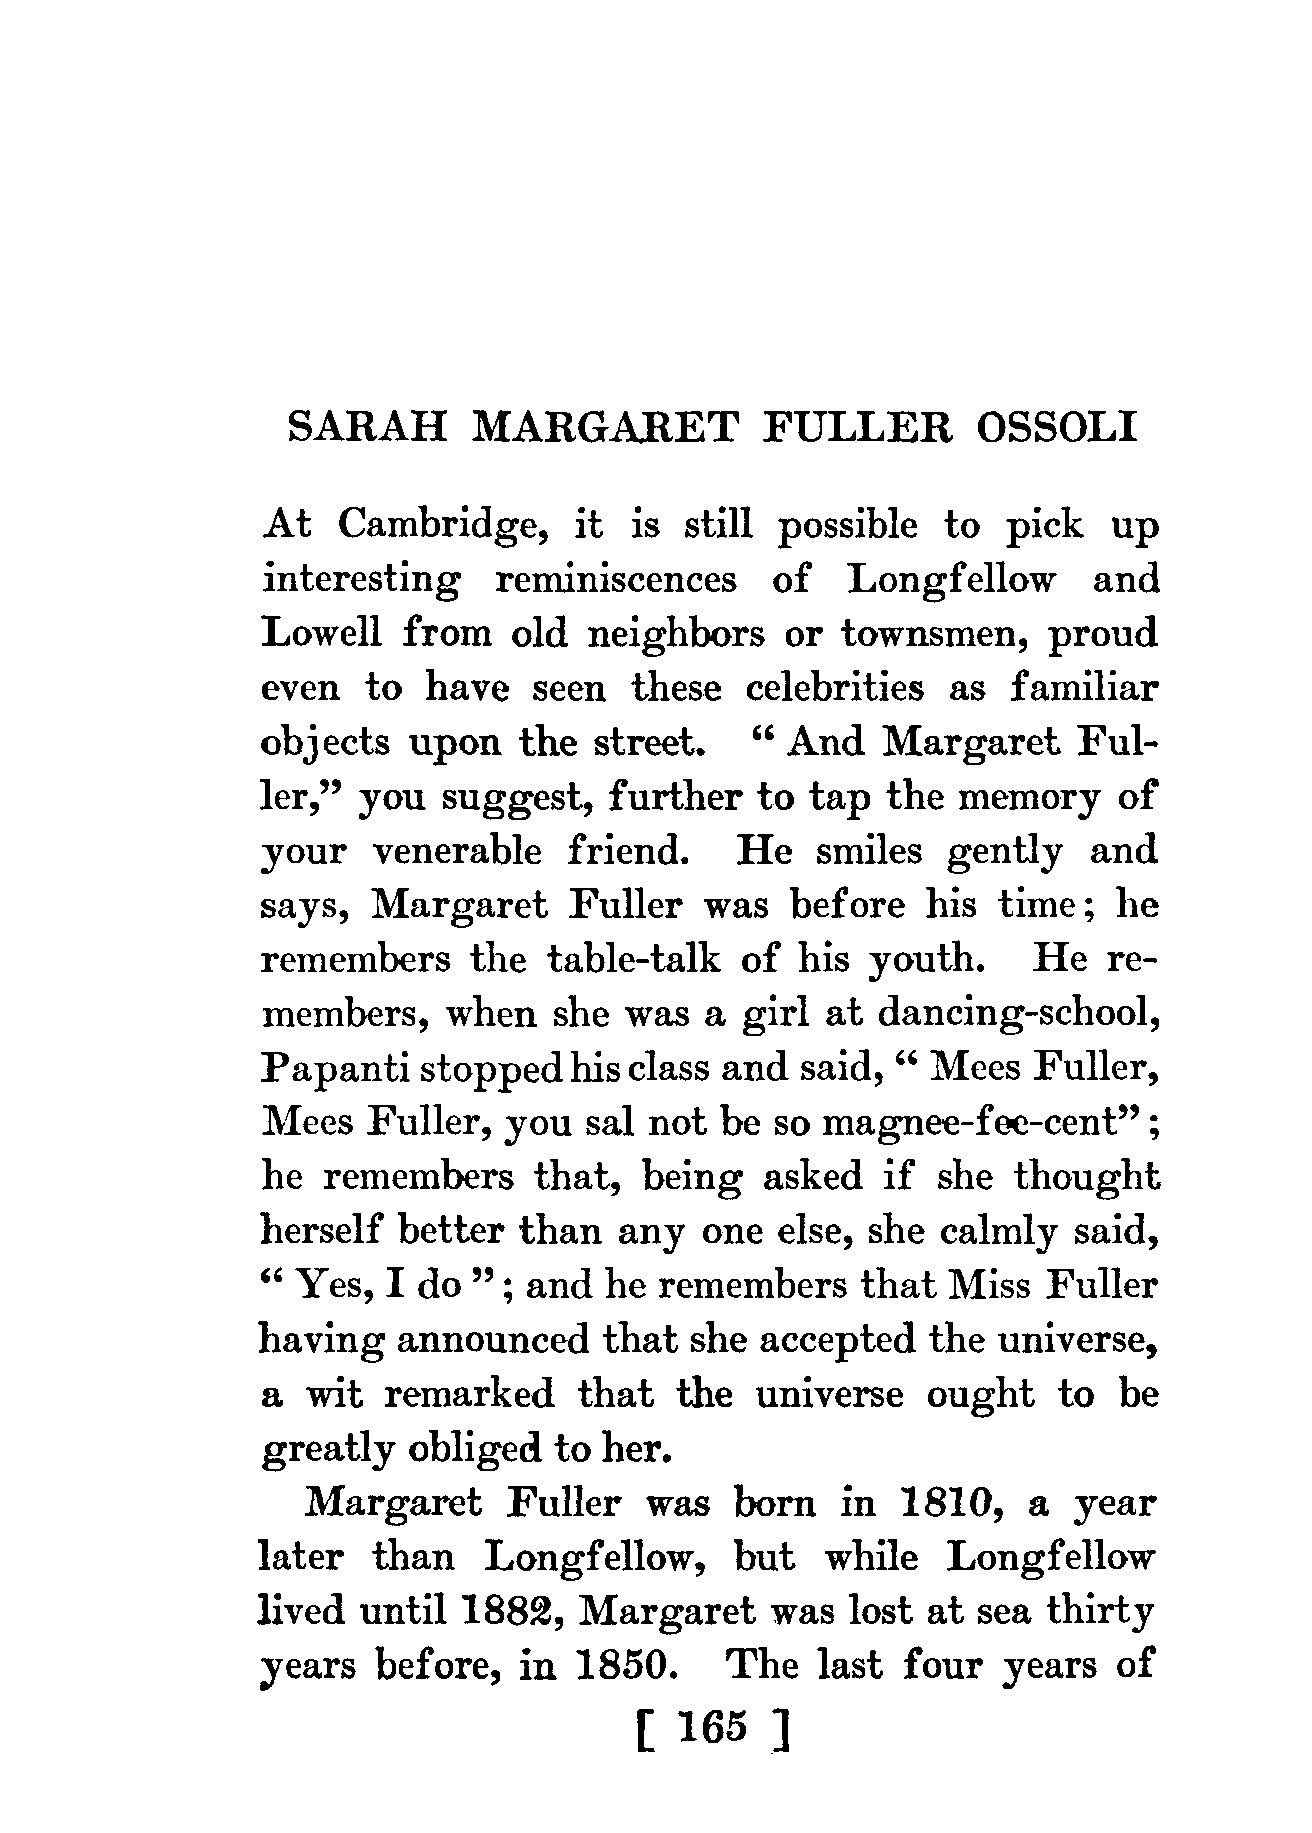 SARAH MARGARET FULLER OSSOLI
At Cambridge, it is still possible to pick up
interesting reminiscences of Longfellow and
Lowell from old neighbors or townsmen, proud
even to have seen these celebrities as familiar
objects upon the street. “ And Margaret Ful-
ler,” you suggest, further to tap the memory of
your venerable friend. He smiles gently and
says, Margaret Fuller was before his time; he
remembers the table-talk of his youth. He re-
members, when she was a girl at dancing-school,
Papanti stopped his class and said, “ Mees Fuller,
Mees Fuller, you sal not be so magnee-fee-cent” ;
he remembers that, being asked if she thought
herself better than any one else, she calmly said,
“ Yes, I do ” ; and he remembers that Miss Fuller
having announced that she accepted the universe,
a wit remarked that the universe ought to be
greatly obliged to her.
Margaret Fuller was born in 1810, a year
later than Longfellow, but while Longfellow
lived until 1882, Margaret was lost at sea thirty
years before, in 1850. The last four years of
[ 165 ]